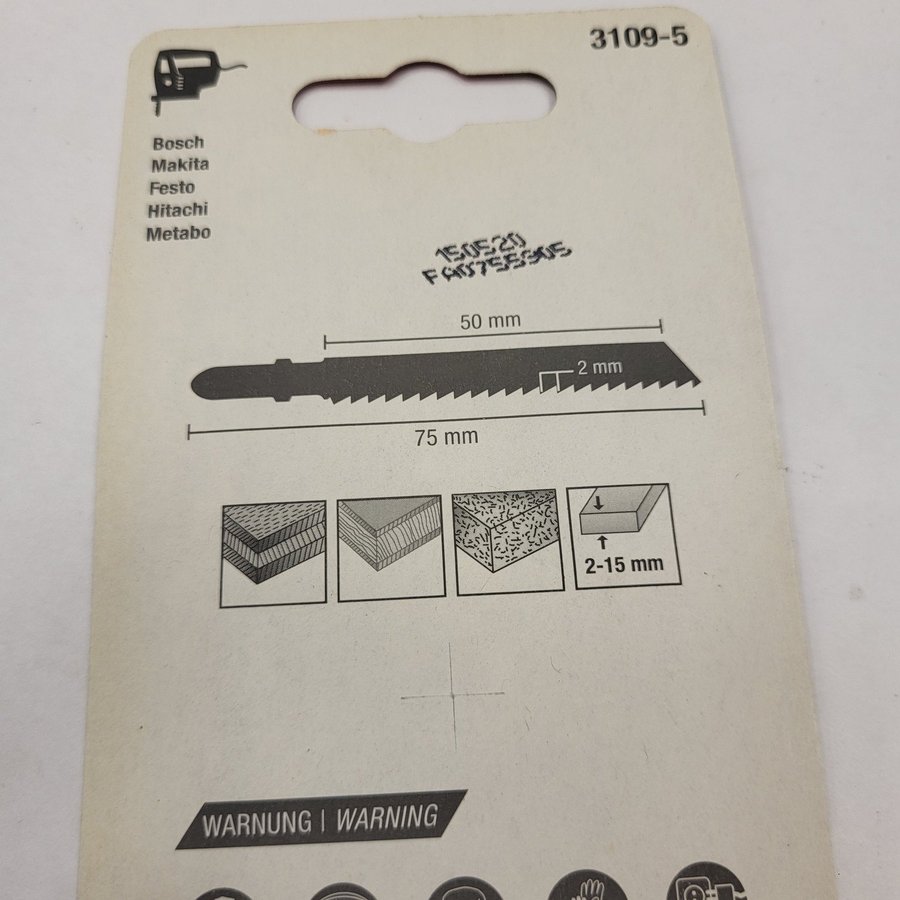 3109-5
Bosch
Makita
Festo
Hitachi
Metabo
150520
FA0755905
50 mm
2 mm
75 mm
2-15 mm
WARNUNG | WARNING